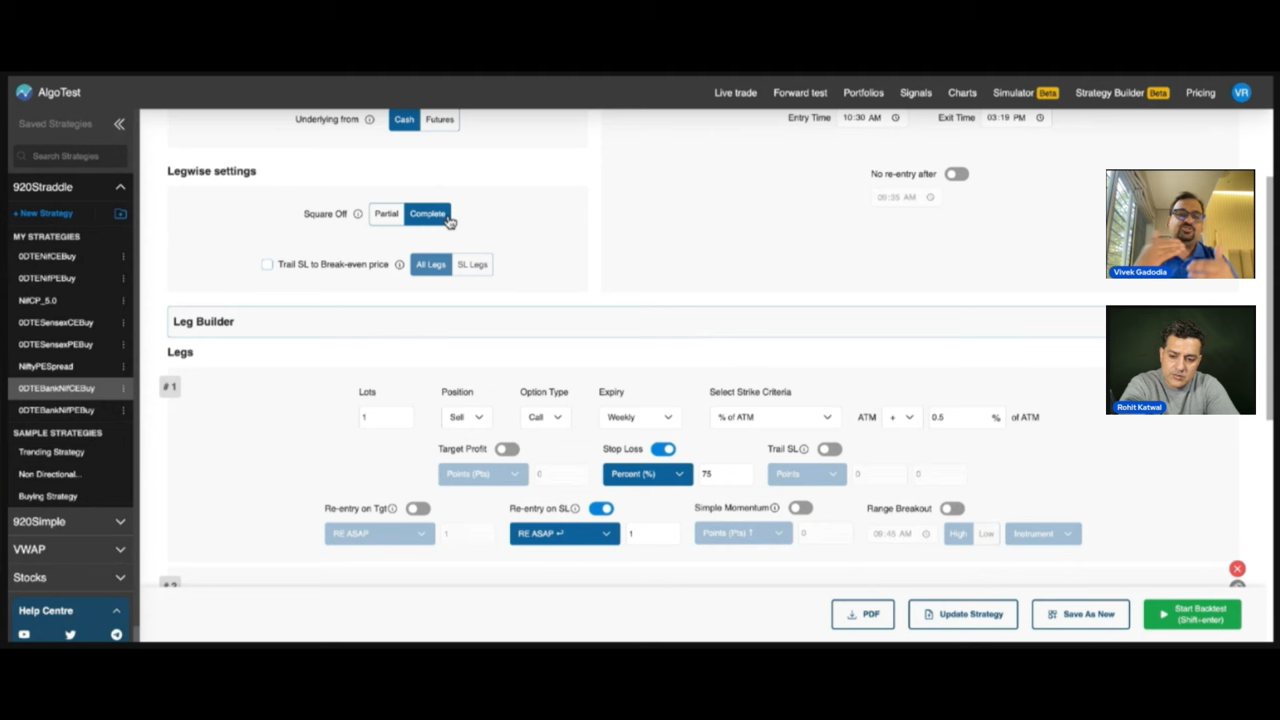 AlgoTest
Live trade
Forward test
Portfolios
Signals
Charts
Simulator Beta
Strategy Builder Beta
Pricing
VR
Saved Strategies
Search Strategies
920Straddle
+ New Strategy
MY STRATEGIES
0DTENifCEBuy
0DTENifPEBuy
NifCP_5.0
0DTESensexCEBuy
0DTESensexPEBuy
NiftyPESpread
0DTEBankNifCEBuy
0DTEBankNifPEBuy
SAMPLE STRATEGIES
Trending Strategy
Non Directional...
Buying Strategy
920Simple
VWAP
Stocks
Help Centre
Underlying from Cash Futures
Entry Time 10:30 AM Exit Time 03:19 PM
Legwise settings
No re-entry after
09:35 AM
Square Off Partial Complete
Trail SL to Break-even price All Legs SL Legs
Leg Builder
Legs
#1
Lots Position Option Type Expiry Select Strike Criteria
1 Sell Call Weekly % of ATM ATM + 0.5 % of ATM
Target Profit Stop Loss Trail SL
Points (Pts) 0 Percent (%) 75 Points 0 0
Re-entry on Tgt Re-entry on SL Simple Momentum Range Breakout
RE ASAP 1 RE ASAP ↩ 1 Points (Pts) ↑ 0 09:45 AM High Low Instrument
#2
PDF
Update Strategy
Save As New
Start Backtest
(Shift+enter)
Vivek Gadodia
Rohit Katwal